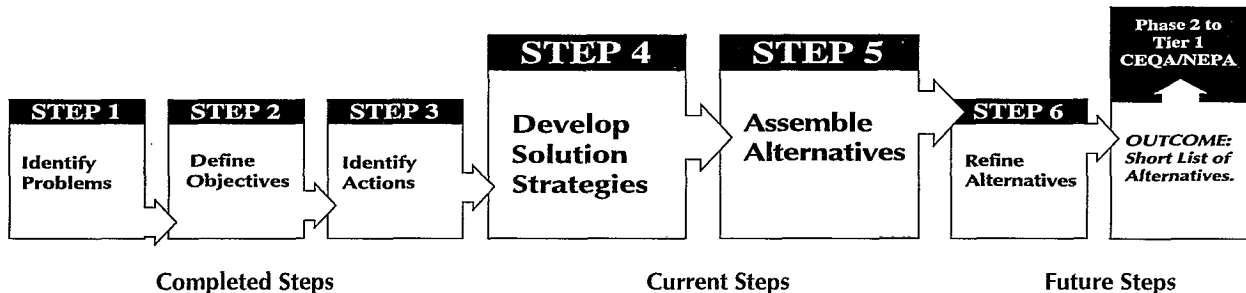 STEP 1
Identify
Problems
STEP 2
Define
Objectives
STEP 3
Identify
Actions
STEP 4
Develop
Solution
Strategies
STEP 5
Assemble
Alternatives
STEP 6
Refine
Alternatives
Phase 2 to
Tier 1
CEQA/NEPA
OUTCOME:
Short List of
Alternatives.
Completed Steps
Current Steps
Future Steps